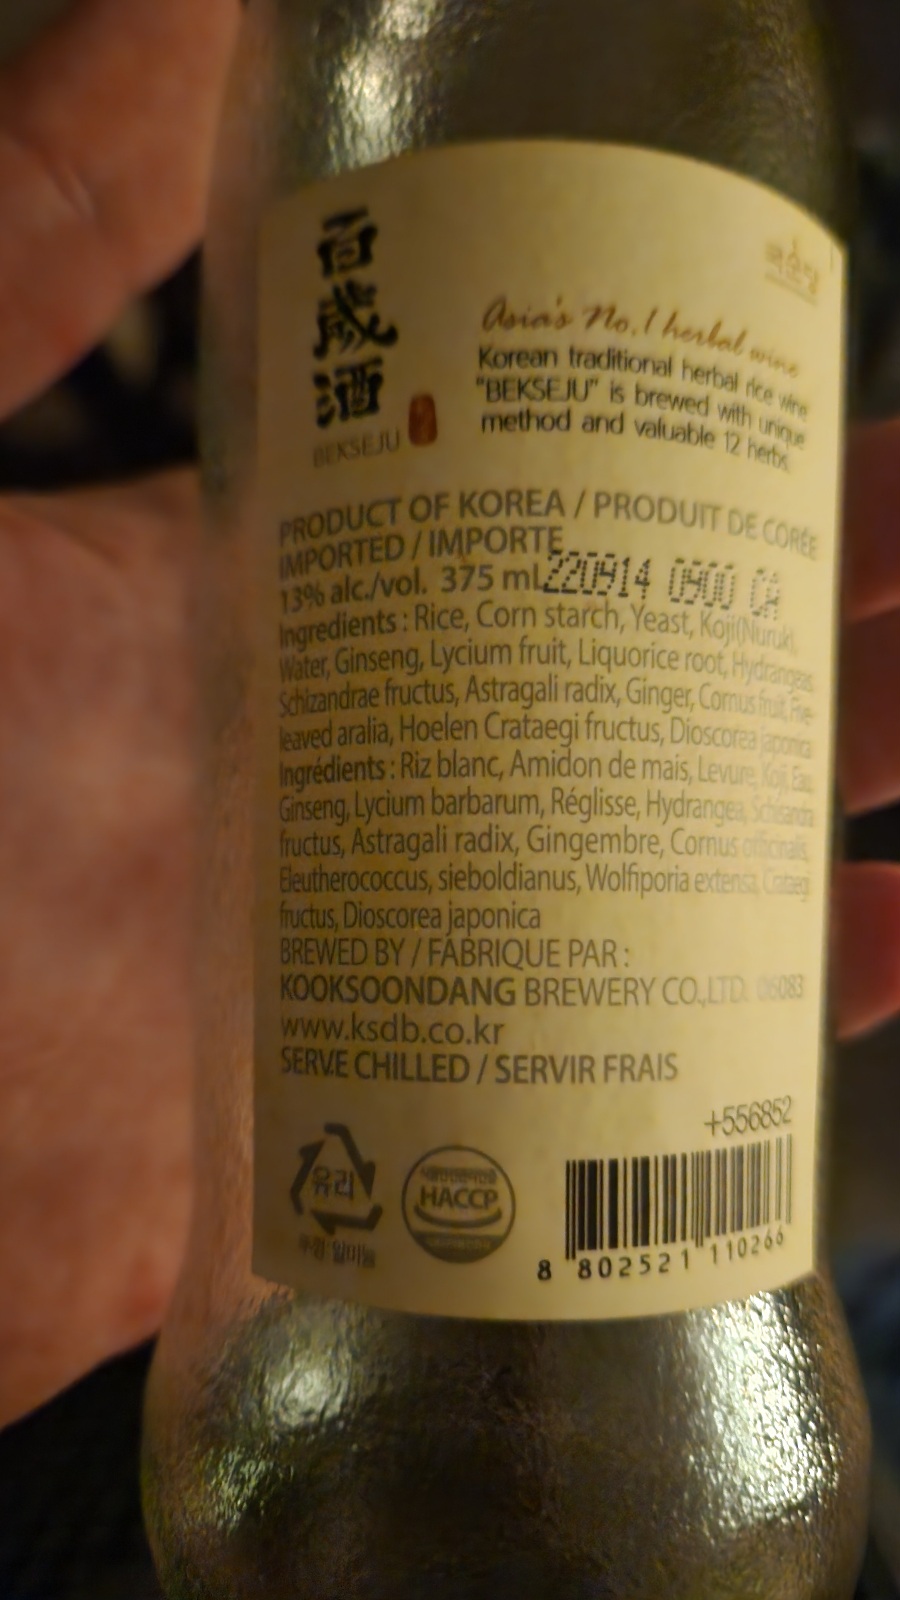 百歲酒
BEKSEJU
국순당
Asia's No.1 herbal wine
Korean traditional herbal rice wine
"BEKSEJU" is brewed with unique
method and valuable 12 herbs.
PRODUCT OF KOREA / PRODUIT DE CORÉE
IMPORTED / IMPORTE
13% alc./vol. 375 mL
220914 0900 CA
Ingredients : Rice, Corn starch, Yeast, Koji(Nuruk),
Water, Ginseng, Lycium fruit, Liquorice root, Hydrangeas,
Schizandrae fructus, Astragali radix, Ginger, Cornus fruit, Five-
leaved aralia, Hoelen Crataegi fructus, Dioscorea japonica
Ingrédients : Riz blanc, Amidon de mais, Levure, Koji, Eau,
Ginseng, Lycium barbarum, Réglisse, Hydrangea, Schisandra
fructus, Astragali radix, Gingembre, Cornus officinalis,
Eleutherococcus, sieboldianus, Wolfiporia extensa, Crataegi
fructus, Dioscorea japonica
BREWED BY / FABRIQUE PAR :
KOOKSOONDANG BREWERY CO.,LTD. 06083
www.ksdb.co.kr
SERVE CHILLED / SERVIR FRAIS
+556852
유리
HACCP
8 802521 110266